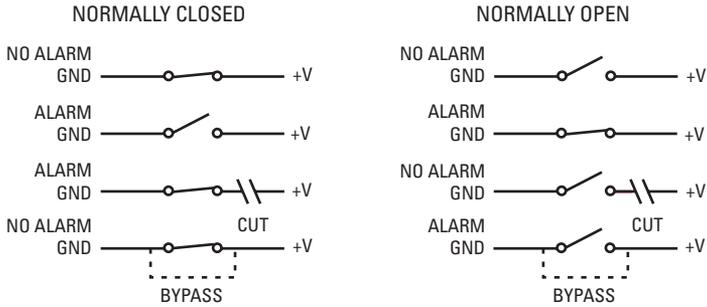 NORMALLY CLOSED
NO ALARM
GND +V
ALARM
GND +V
ALARM
GND +V
NO ALARM CUT
GND +V
BYPASS
NORMALLY OPEN
NO ALARM
GND +V
ALARM
GND +V
NO ALARM
GND +V
ALARM CUT
GND +V
BYPASS